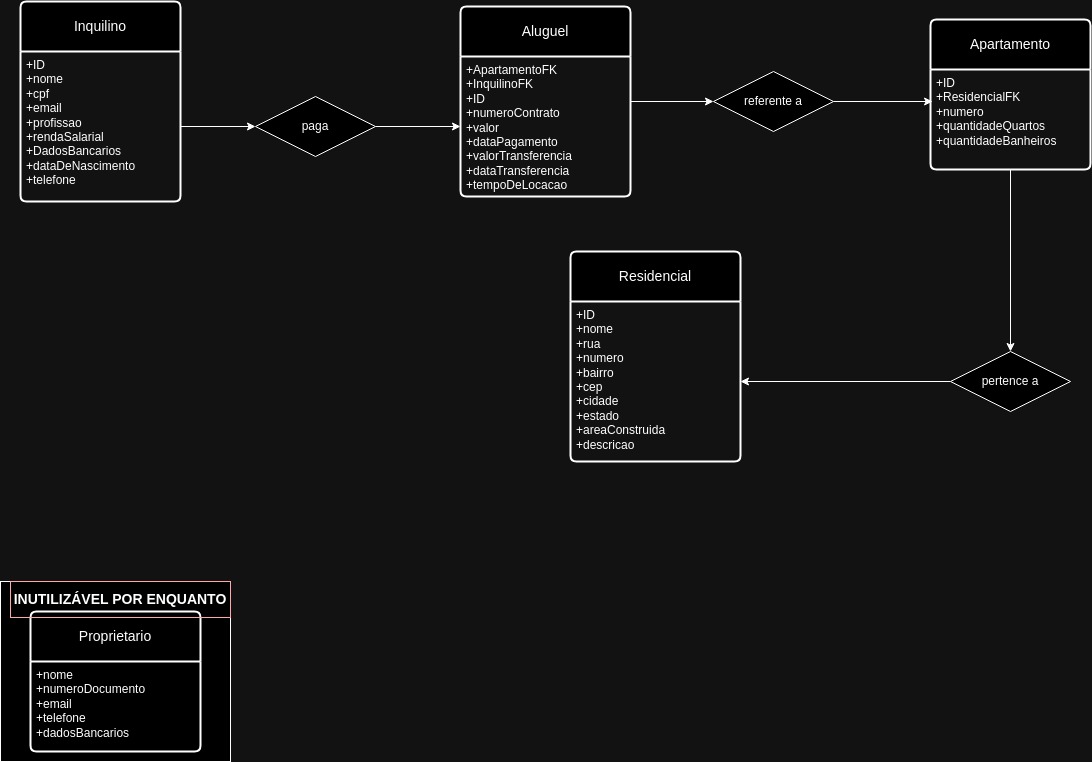 Inquilino
+ID
+nome
+cpf
+email
+profissao
+rendaSalarial
+DadosBancarios
+dataDeNascimento
+telefone
paga
Aluguel
+ApartamentoFK
+InquilinoFK
+ID
+numeroContrato
+valor
+dataPagamento
+valorTransferencia
+dataTransferencia
+tempoDeLocacao
referente a
Apartamento
+ID
+ResidencialFK
+numero
+quantidadeQuartos
+quantidadeBanheiros
pertence a
Residencial
+ID
+nome
+rua
+numero
+bairro
+cep
+cidade
+estado
+areaConstruida
+descricao
INUTILIZÁVEL POR ENQUANTO
Proprietario
+nome
+numeroDocumento
+email
+telefone
+dadosBancarios